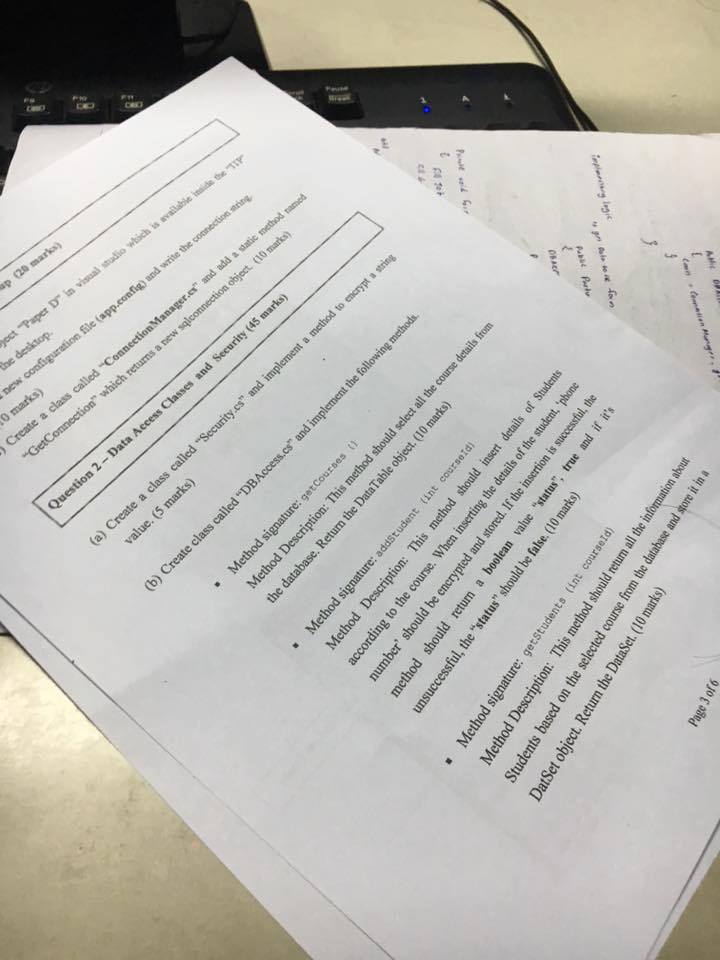 F9
F10
F11
Pause
Break
1
A
ap (20 marks)
ject "Paper D" in visual studio which is available inside the "TIP"
the desktop.
new configuration file (app.config) and write the connection string.
0 marks)
) Create a class called "ConnectionManager.cs" and add a static method named
"GetConnection" which returns a new sqlconnection object. (10 marks)
Question 2 – Data Access Classes and Security (45 marks)
(a) Create a class called "Security.cs" and implement a method to encrypt a string
value. (5 marks)
(b) Create class called "DBAccess.cs" and implement the following methods.
▪ Method signature: getCourses ()
Method Description: This method should select all the course details from
the database. Return the DataTable object. (10 marks)
▪ Method signature: addStudent (int courseId)
Method Description: This method should insert details of Students
according to the course. When inserting the details of the student, 'phone
number' should be encrypted and stored. If the insertion is successful, the
method should return a boolean value "status", true and if it's
unsuccessful, the "status" should be false. (10 marks)
▪ Method signature: getStudents (int courseId)
Method Description: This method should return all the information about
Students based on the selected course from the database and store it in a
DatSet object. Return the DataSet. (10 marks)
Page 3 of 6
Private void
Implementing logic
Public